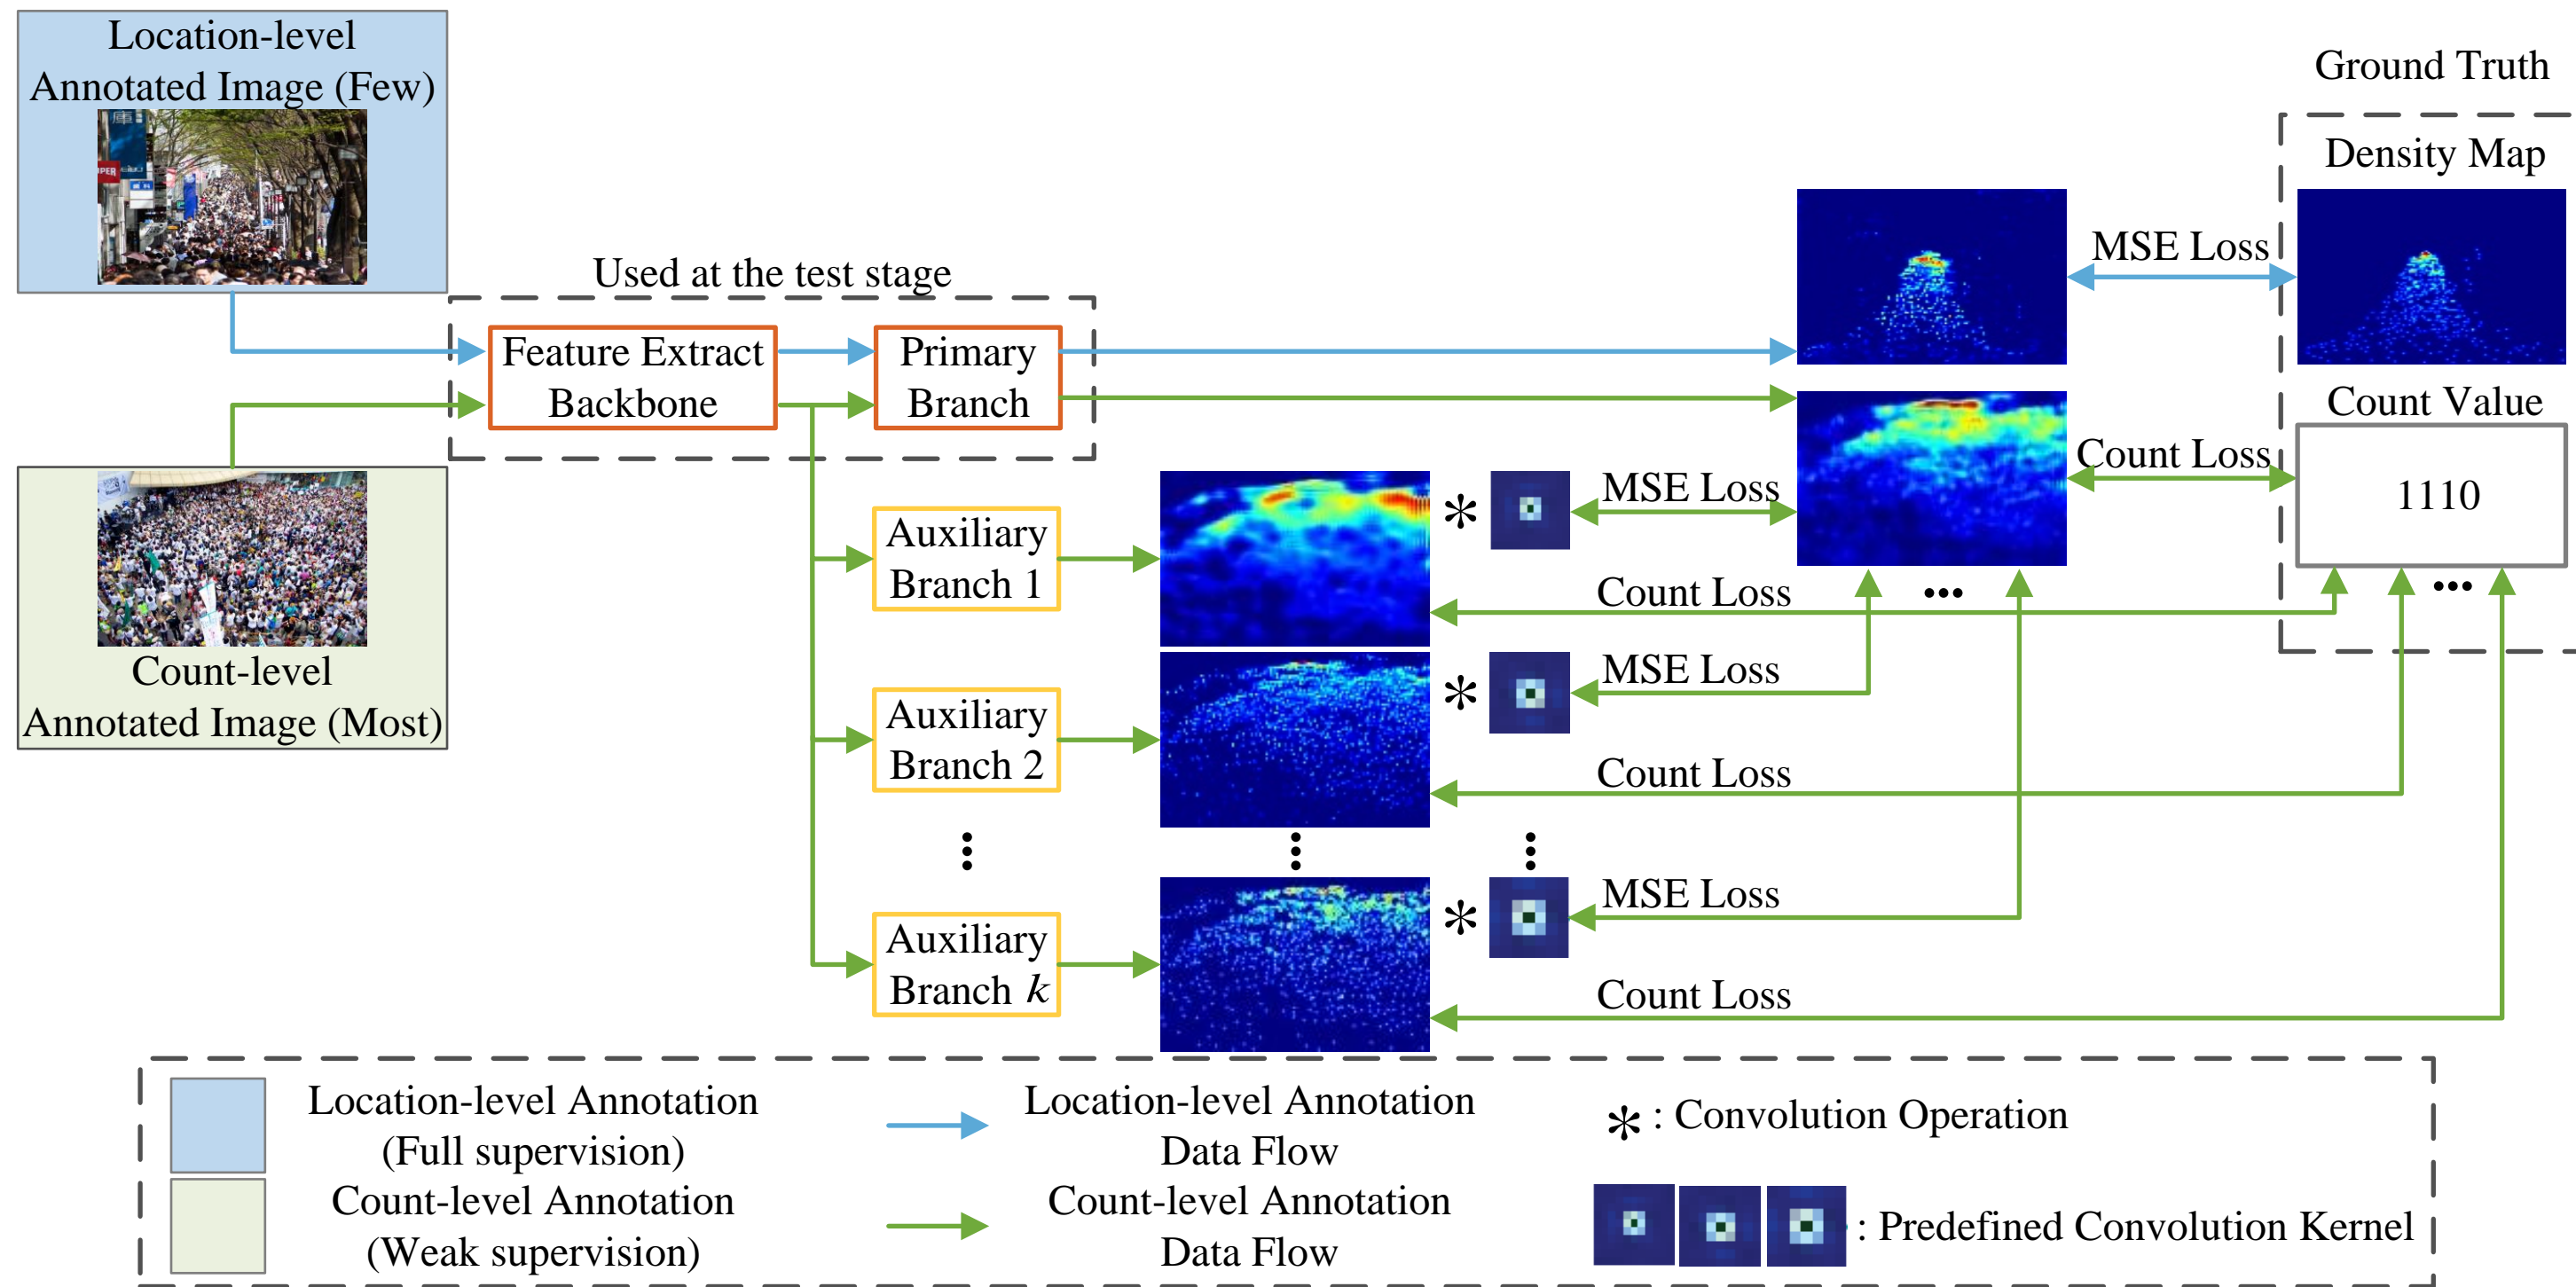 Location-level
Annotated Image (Few)
Ground Truth
Density Map
MSE Loss
Used at the test stage
Feature Extract
Backbone
Primary
Branch
Count Value
Count Loss
1110
Count-level
Annotated Image (Most)
Auxiliary
Branch 1
*
MSE Loss
Count Loss
...
...
Auxiliary
Branch 2
*
MSE Loss
Count Loss
Auxiliary
Branch k
*
MSE Loss
Count Loss
Location-level Annotation
(Full supervision)
Location-level Annotation
Data Flow
* : Convolution Operation
Count-level Annotation
(Weak supervision)
Count-level Annotation
Data Flow
: Predefined Convolution Kernel